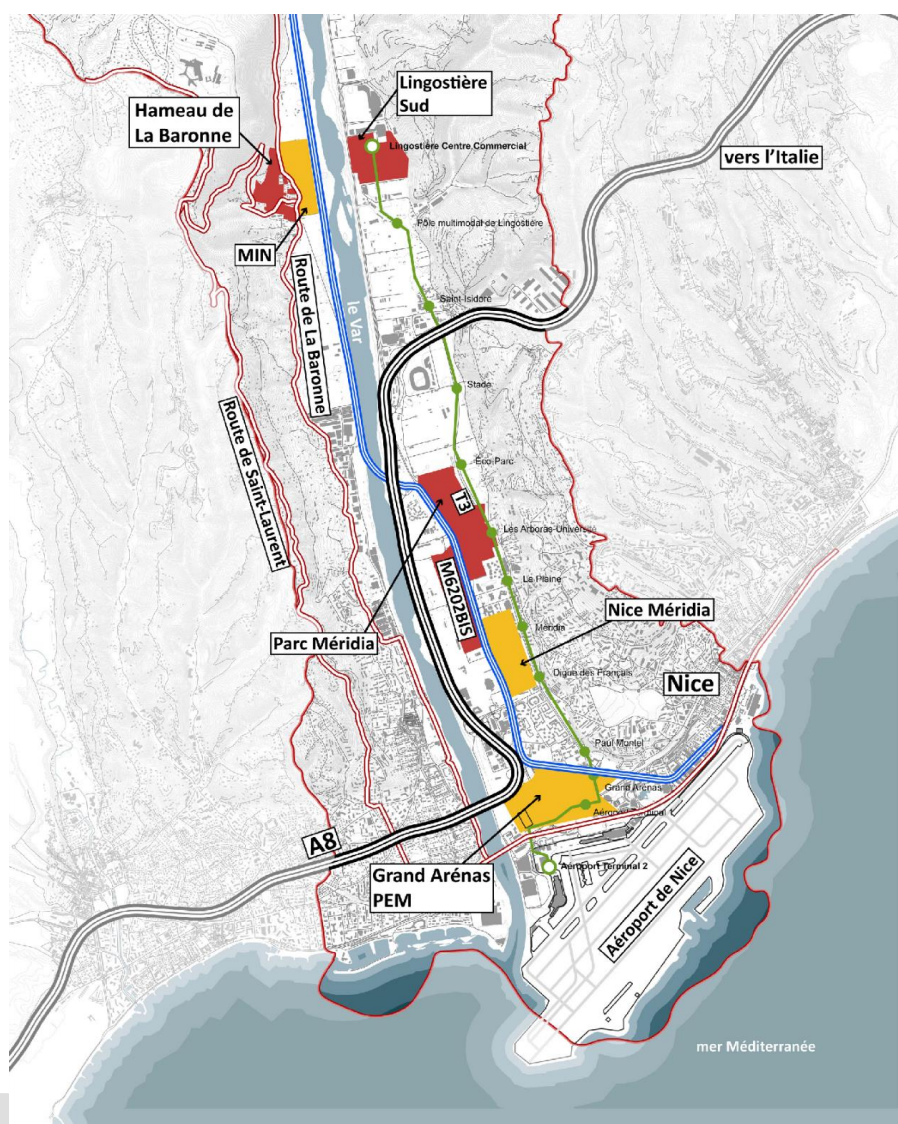 Lingostière
Sud
Hameau de
La Baronne
Lingostière Centre Commercial
vers l'Italie
Pôle multimodal de Lingostière
MIN
Route de La Baronne
le Var
Saint-Isidore
Stade
Route de Saint-Laurent
Éco-Parc
T3
Les Arboras-Université
La Plaine
M6202BIS
Nice Méridia
Méridia
Parc Méridia
Digue des Français
Nice
Paul Montel
Grand Arénas
Aéroport Terminal 1
A8
Aéroport Terminal 2
Grand Arénas
PEM
Aéroport de Nice
mer Méditerranée